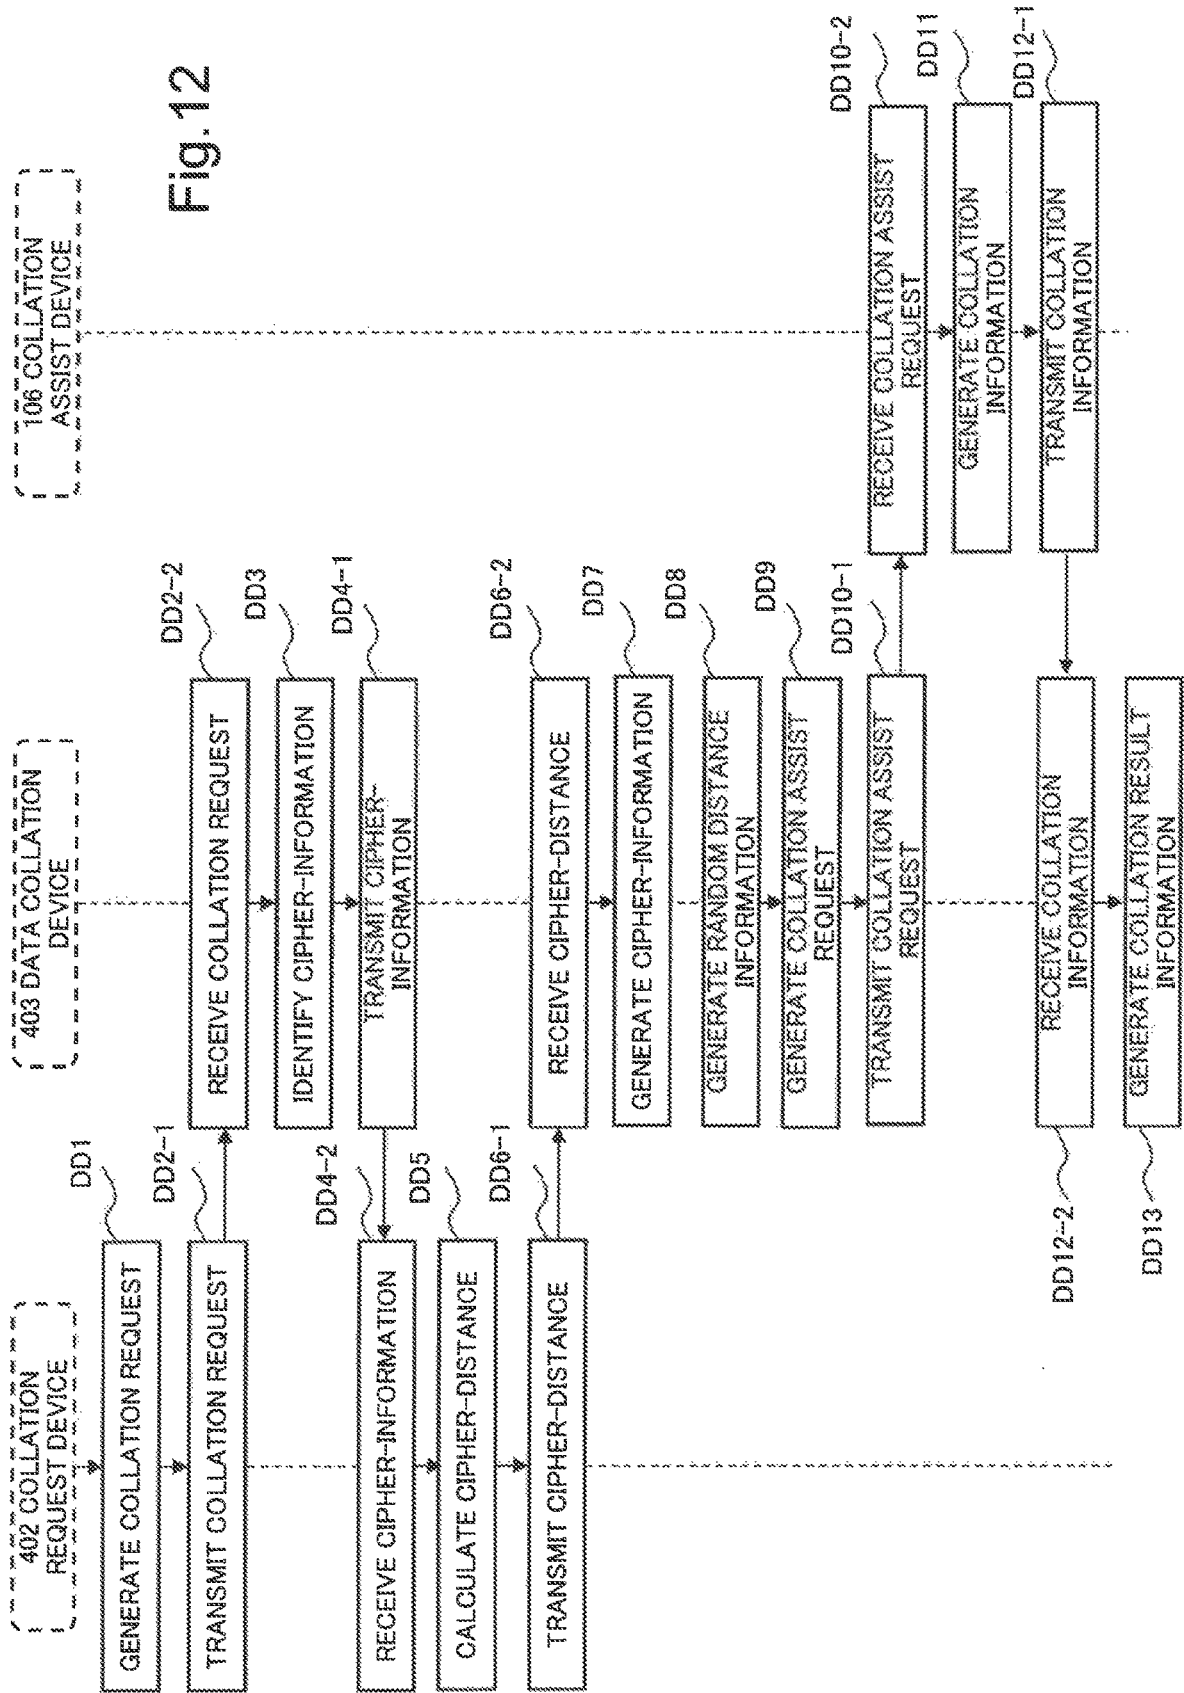 Fig.12
402 COLLATION
REQUEST DEVICE
403 DATA COLLATION
DEVICE
106 COLLATION
ASSIST DEVICE
GENERATE COLLATION REQUEST
DD1
TRANSMIT COLLATION REQUEST
DD2-1
RECEIVE COLLATION REQUEST
DD2-2
IDENTIFY CIPHER-INFORMATION
DD3
TRANSMIT CIPHER-
INFORMATION
DD4-1
RECEIVE CIPHER-INFORMATION
DD4-2
CALCULATE CIPHER-DISTANCE
DD5
TRANSMIT CIPHER-DISTANCE
DD6-1
RECEIVE CIPHER-DISTANCE
DD6-2
GENERATE CIPHER-INFORMATION
DD7
GENERATE RANDOM DISTANCE
INFORMATION
DD8
GENERATE COLLATION ASSIST
REQUEST
DD9
TRANSMIT COLLATION ASSIST
REQUEST
DD10-1
RECEIVE COLLATION ASSIST
REQUEST
DD10-2
GENERATE COLLATION
INFORMATION
DD11
TRANSMIT COLLATION
INFORMATION
DD12-1
RECEIVE COLLATION
INFORMATION
DD12-2
GENERATE COLLATION RESULT
INFORMATION
DD13